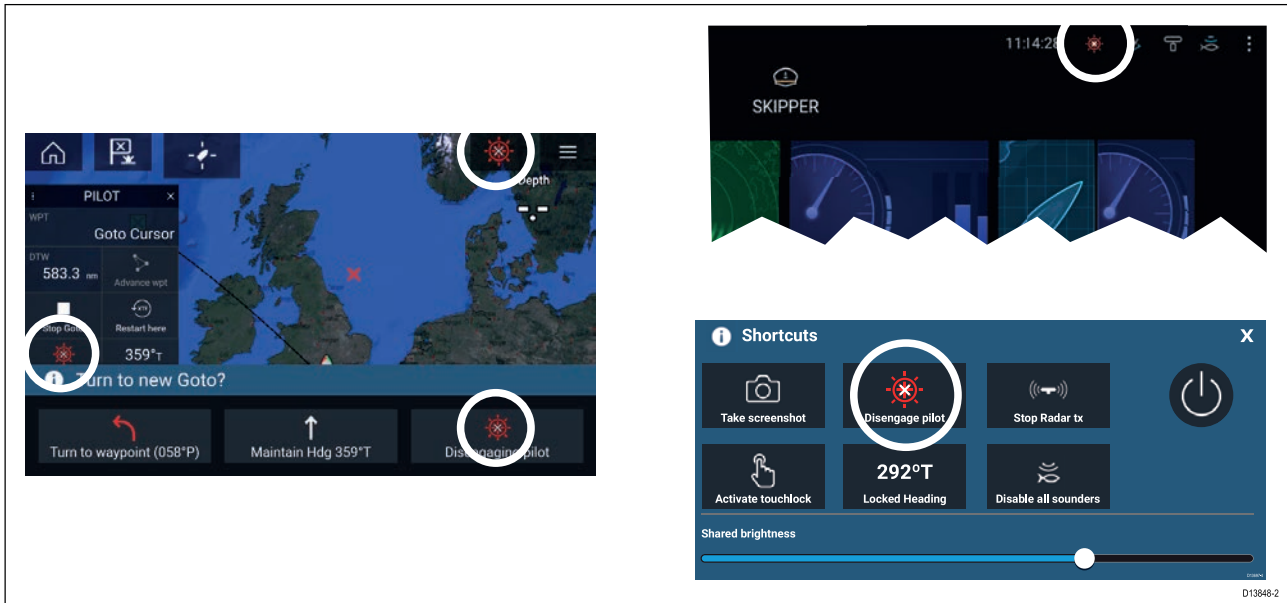 Depth
PILOT
X
WPT
Goto Cursor
DTW
583.3 nm
Advance wpt
Stop Goto
Restart here
XTE
359°T
Turn to new Goto?
Turn to waypoint (058°P)
Maintain Hdg 359°T
Disengaging pilot
11:14:28
SKIPPER
i Shortcuts X
Take screenshot
Disengage pilot
Stop Radar tx
Activate touchlock
292°T
Locked Heading
Disable all sounders
Shared brightness
D13848-2